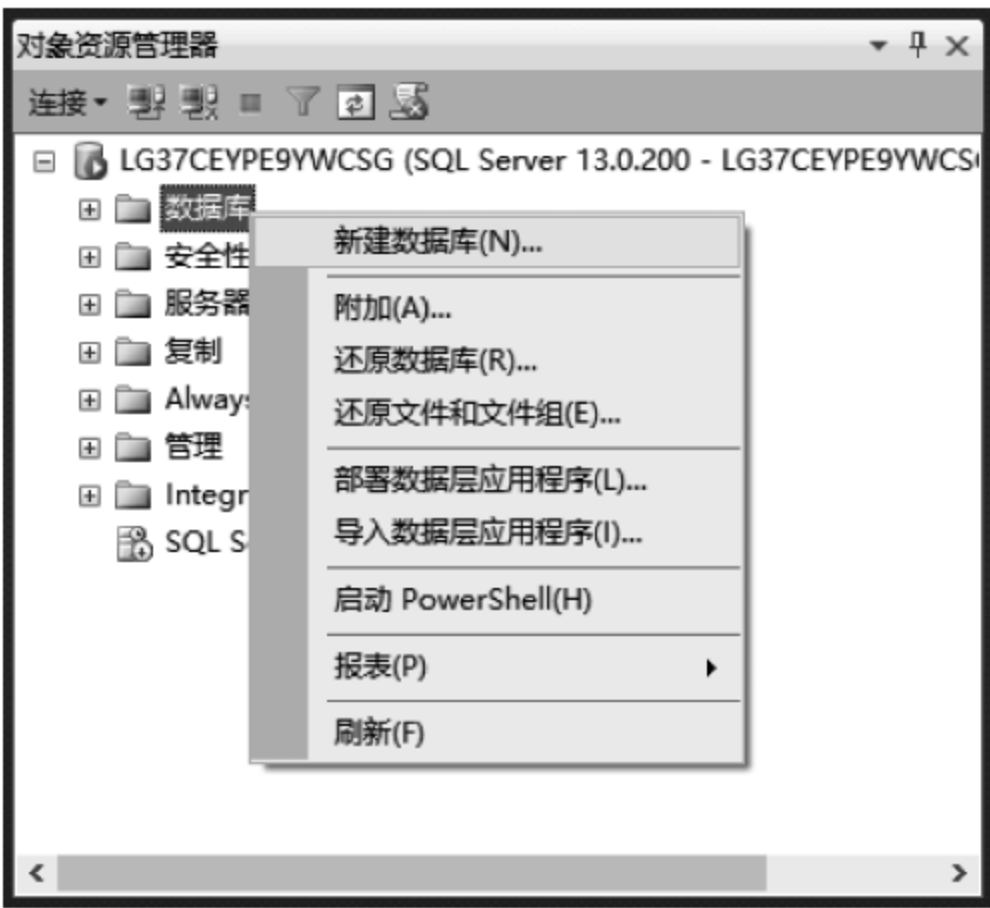 对象资源管理器
连接
LG37CEYPE9YWCSG (SQL Server 13.0.200 - LG37CEYPE9YWCS
数据库
新建数据库(N)...
安全性
服务器
附加(A)...
复制
还原数据库(R)...
Always
还原文件和文件组(E)...
管理
Integr
部署数据层应用程序(L)...
SQL S
导入数据层应用程序(I)...
启动 PowerShell(H)
报表(P)
刷新(F)